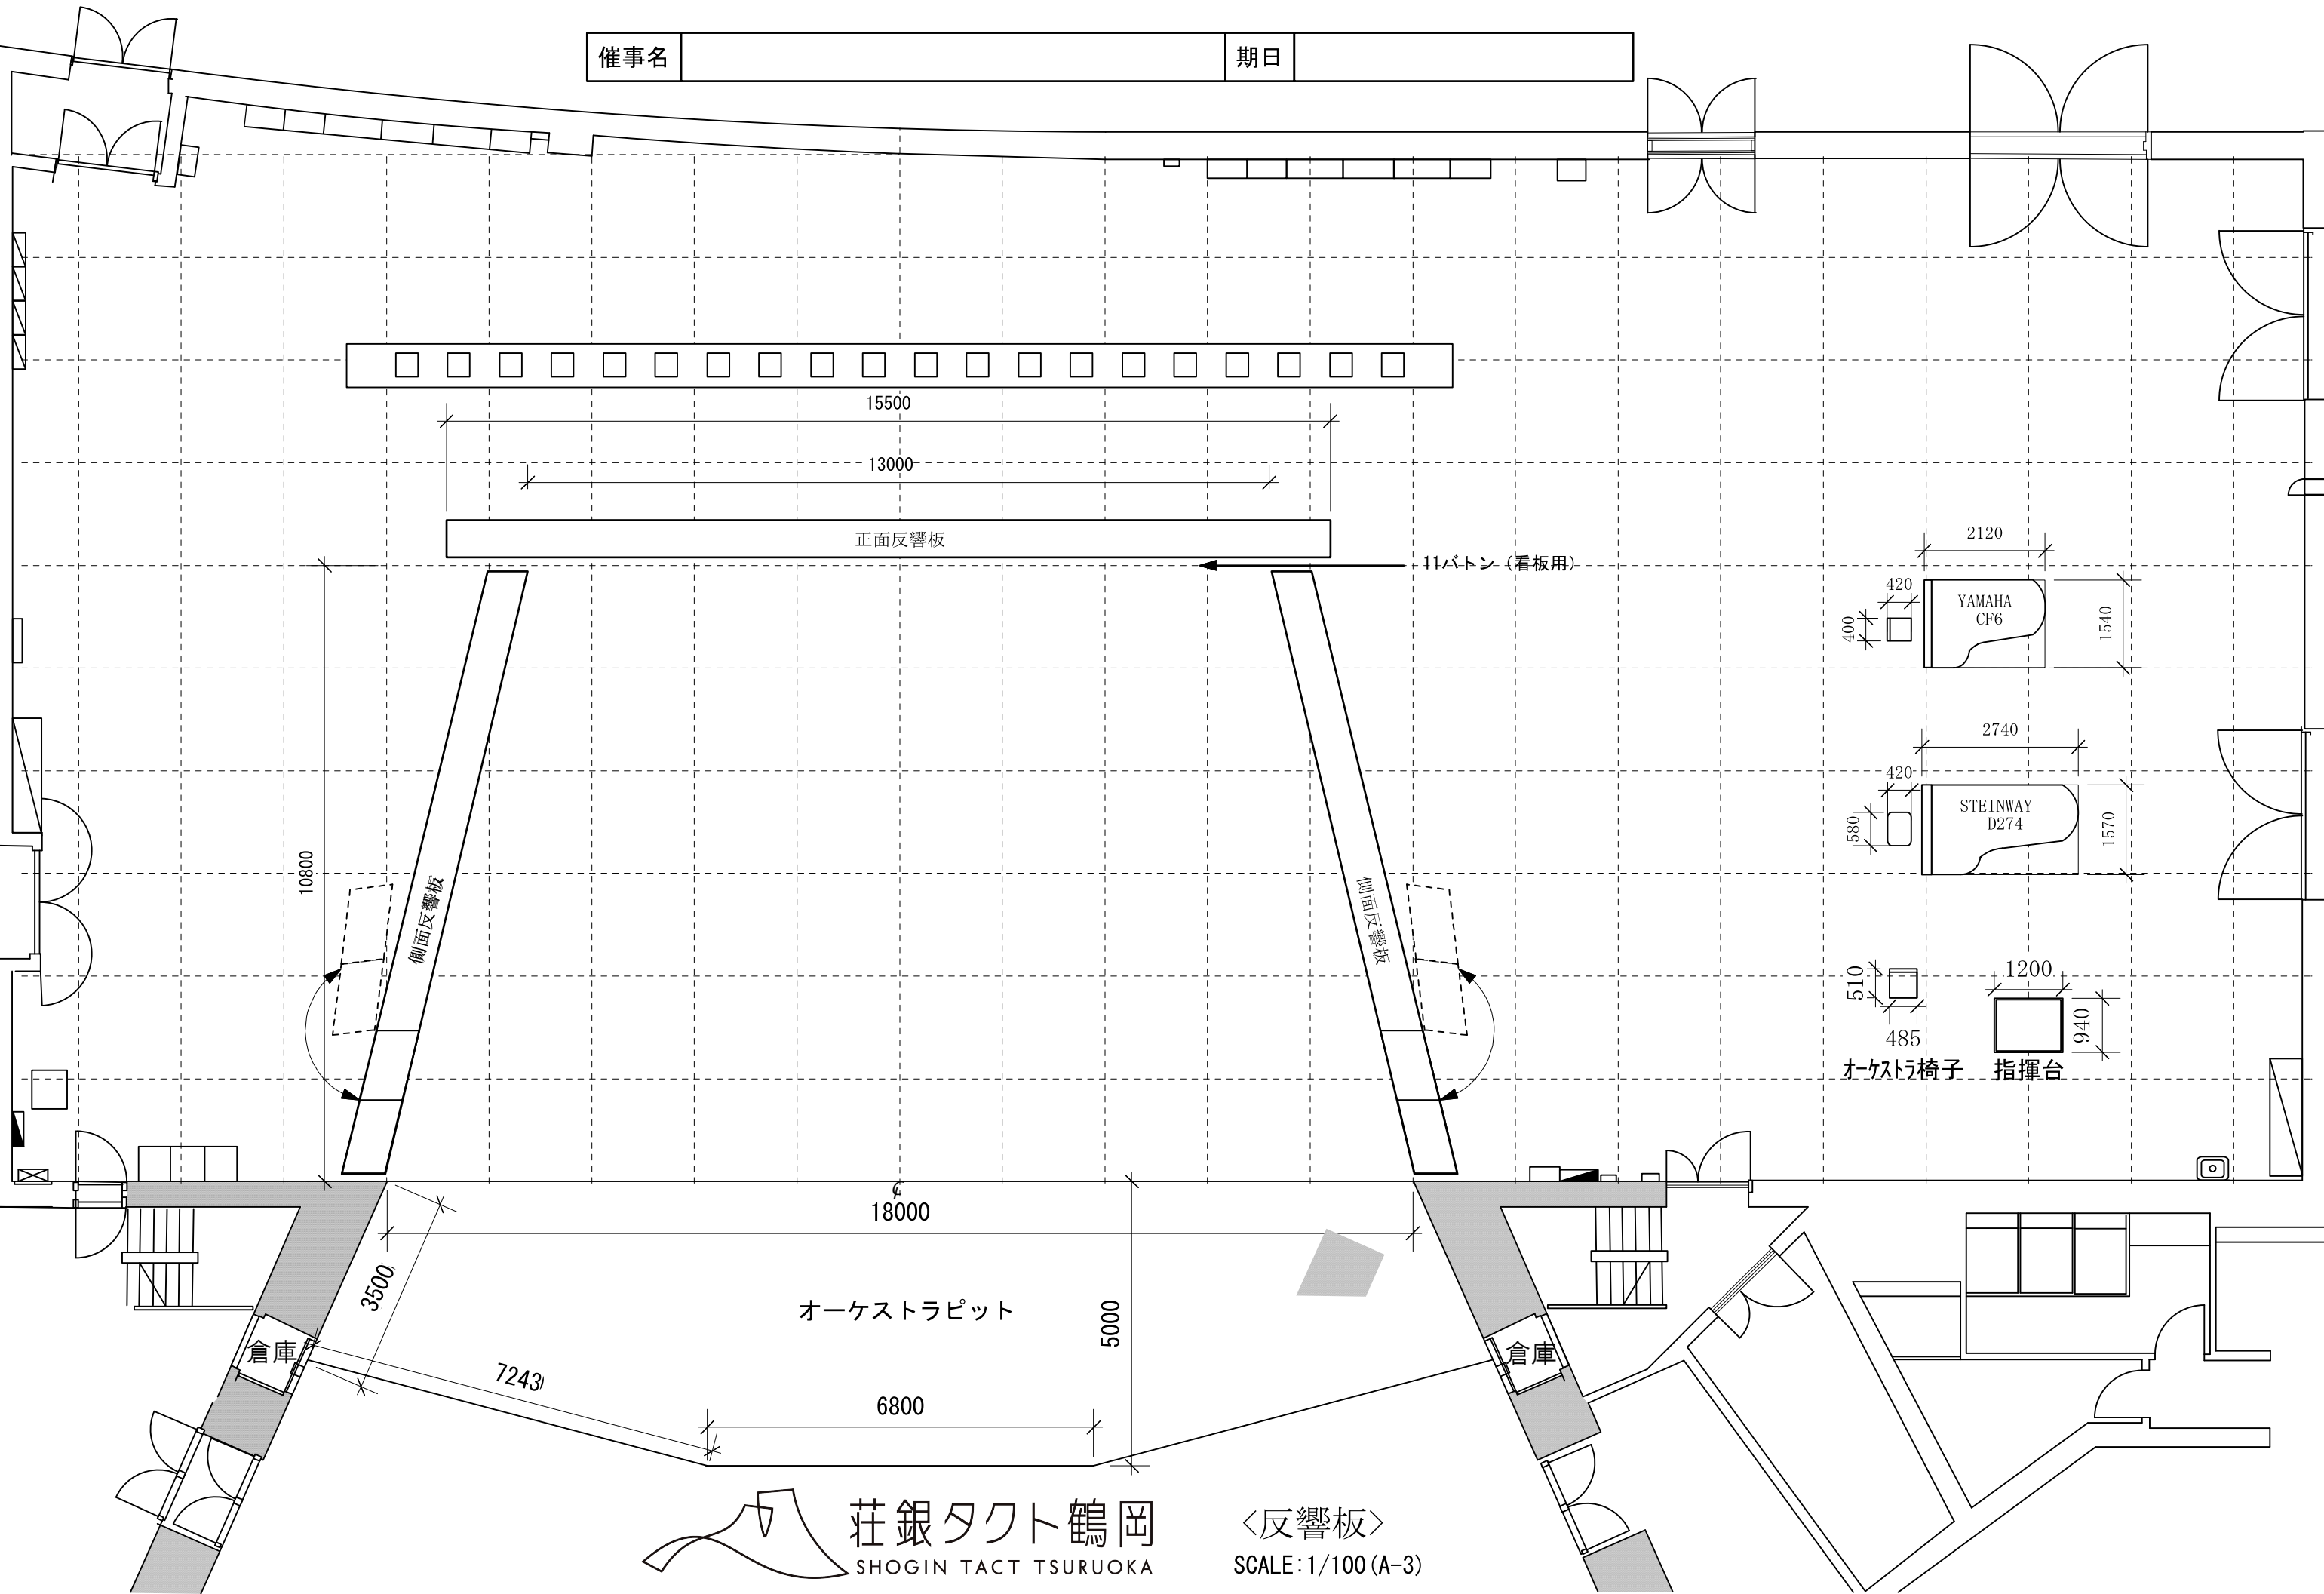 催事名
期日
15500
13000
正面反響板
11バトン（看板用）
2120
420
YAMAHA
CF6
400
1540
2740
420
STEINWAY
D274
580
1570
10800
側面反響板
側面反響板
510
485
オーケストラ椅子
1200
940
指揮台
℄
18000
3500
オーケストラピット
5000
倉庫
倉庫
7243
6800
荘銀タクト鶴岡
SHOGIN TACT TSURUOKA
〈反響板〉
SCALE:1/100(A-3)